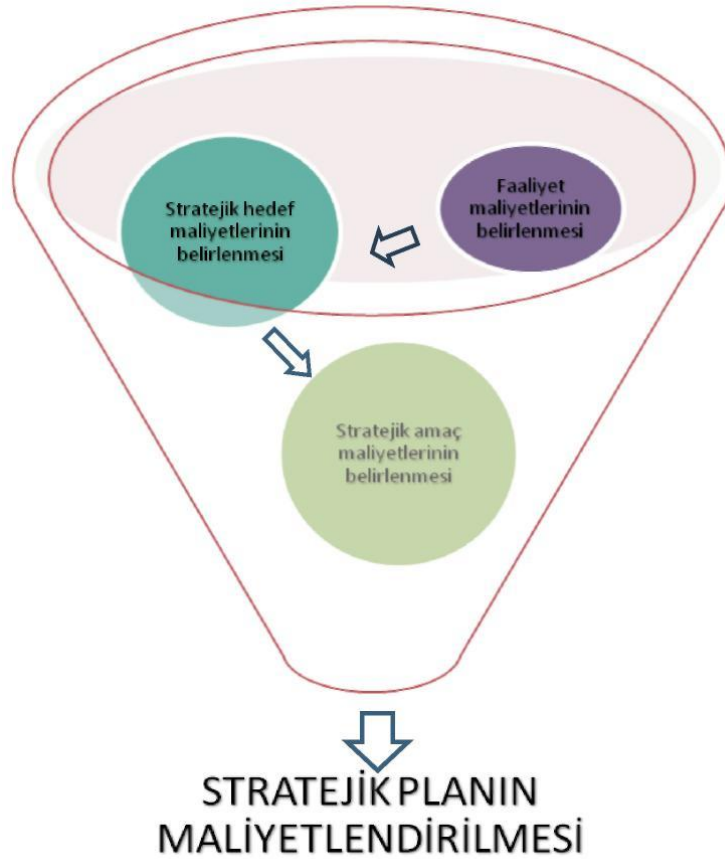 Stratejik hedef
maliyetlerinin
belirlenmesi
Faaliyet
maliyetlerinin
belirlenmesi
Stratejik amaç
maliyetlerinin
belirlenmesi
STRATEJİK PLANIN
MALİYETLENDİRİLMESİ